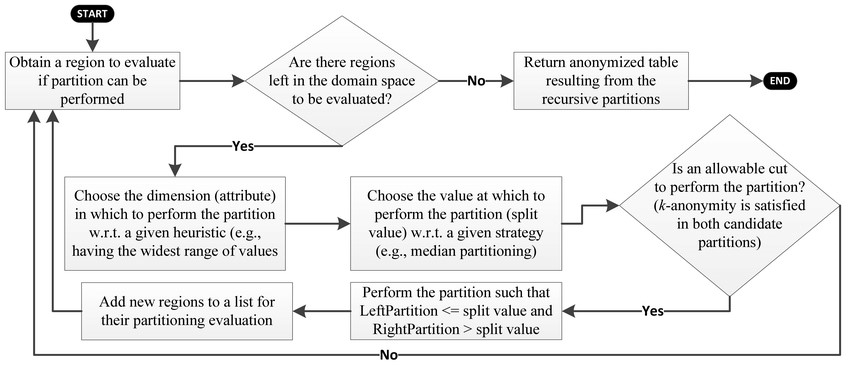 START
Obtain a region to evaluate
if partition can be
performed
Are there regions
left in the domain space
to be evaluated?
No
Return anonymized table
resulting from the
recursive partitions
END
Yes
Choose the dimension (attribute)
in which to perform the partition
w.r.t. a given heuristic (e.g.,
having the widest range of values
Choose the value at which to
perform the partition (split
value) w.r.t. a given strategy
(e.g., median partitioning)
Is an allowable cut
to perform the partition?
(k-anonymity is satisfied
in both candidate
partitions)
Yes
Perform the partition such that
LeftPartition <= split value and
RightPartition > split value
Add new regions to a list for
their partitioning evaluation
No